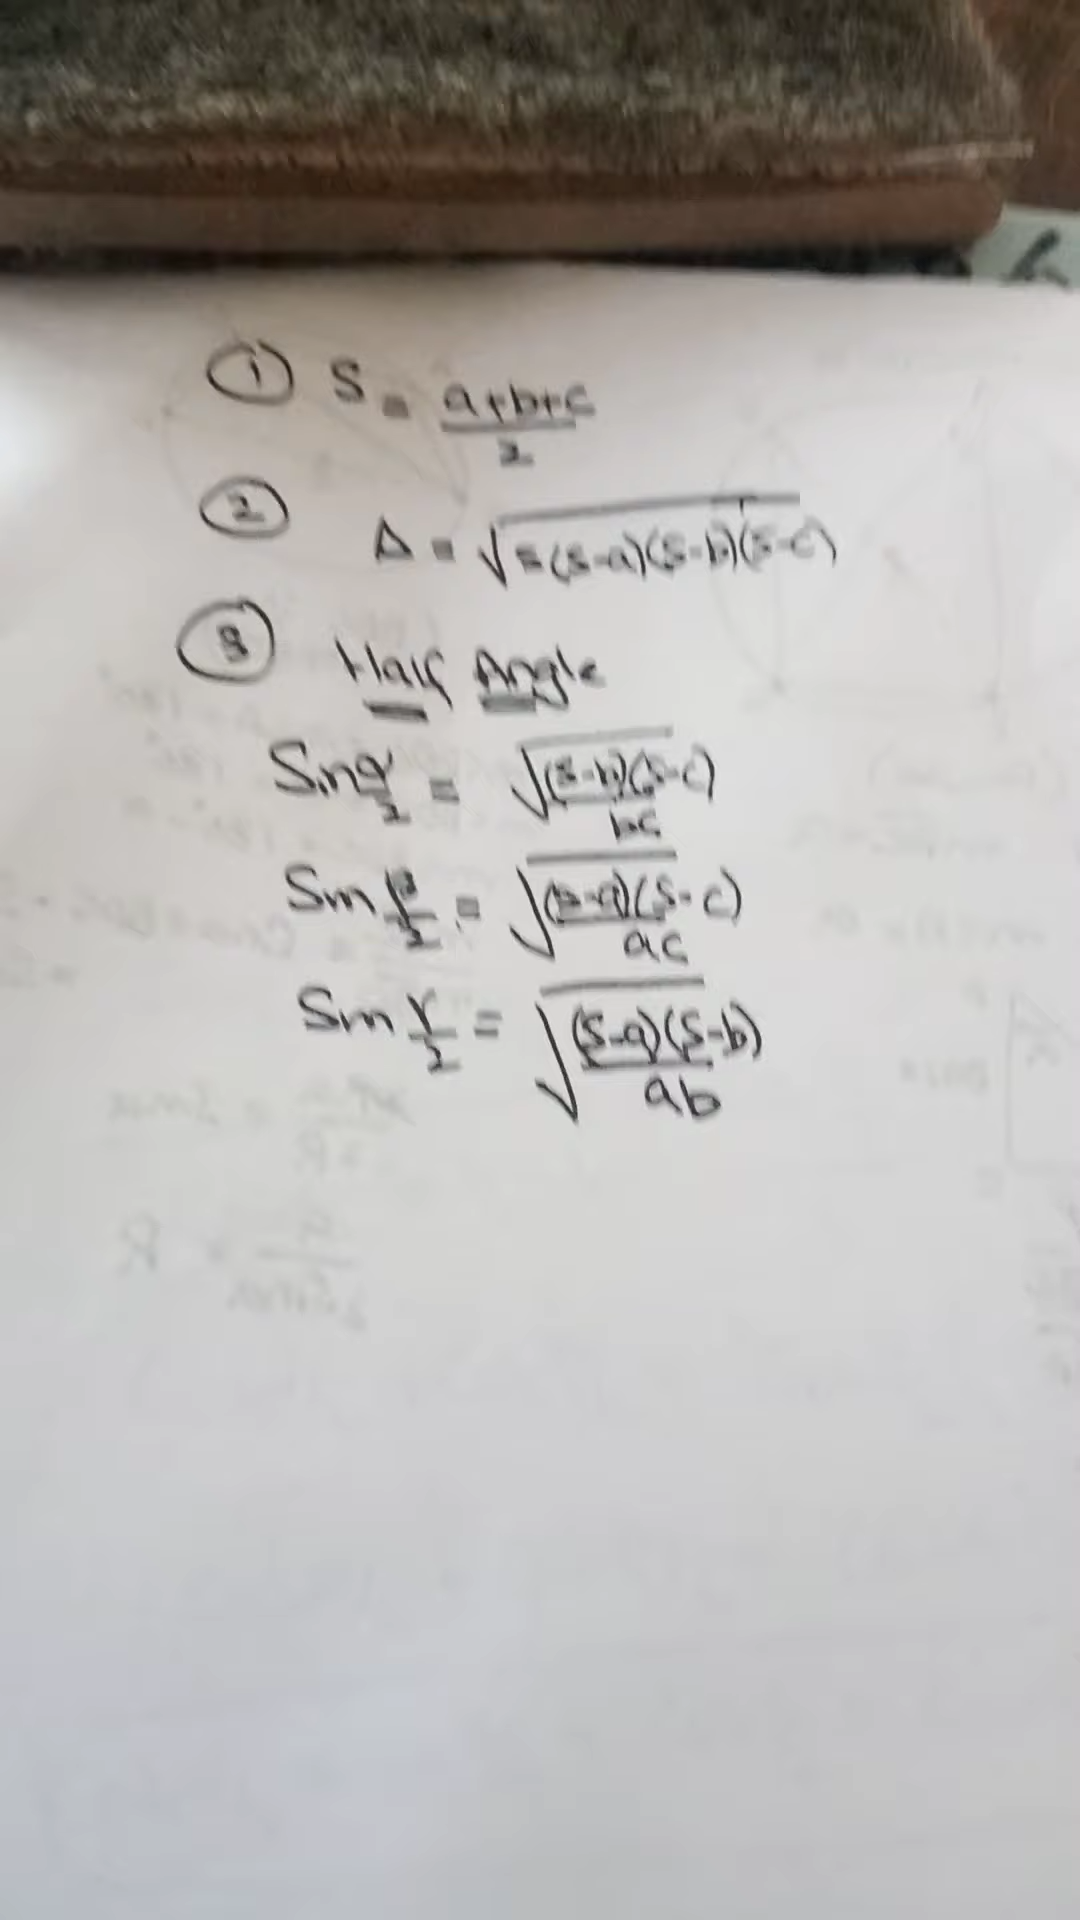 ① S = a+b+c/2
② Δ = √s(s-a)(s-b)(s-c)
③ Half Angle
Sin α/2 = √(s-b)(s-c)/bc
Sin β/2 = √(s-a)(s-c)/ac
Sin γ/2 = √(s-a)(s-b)/ab